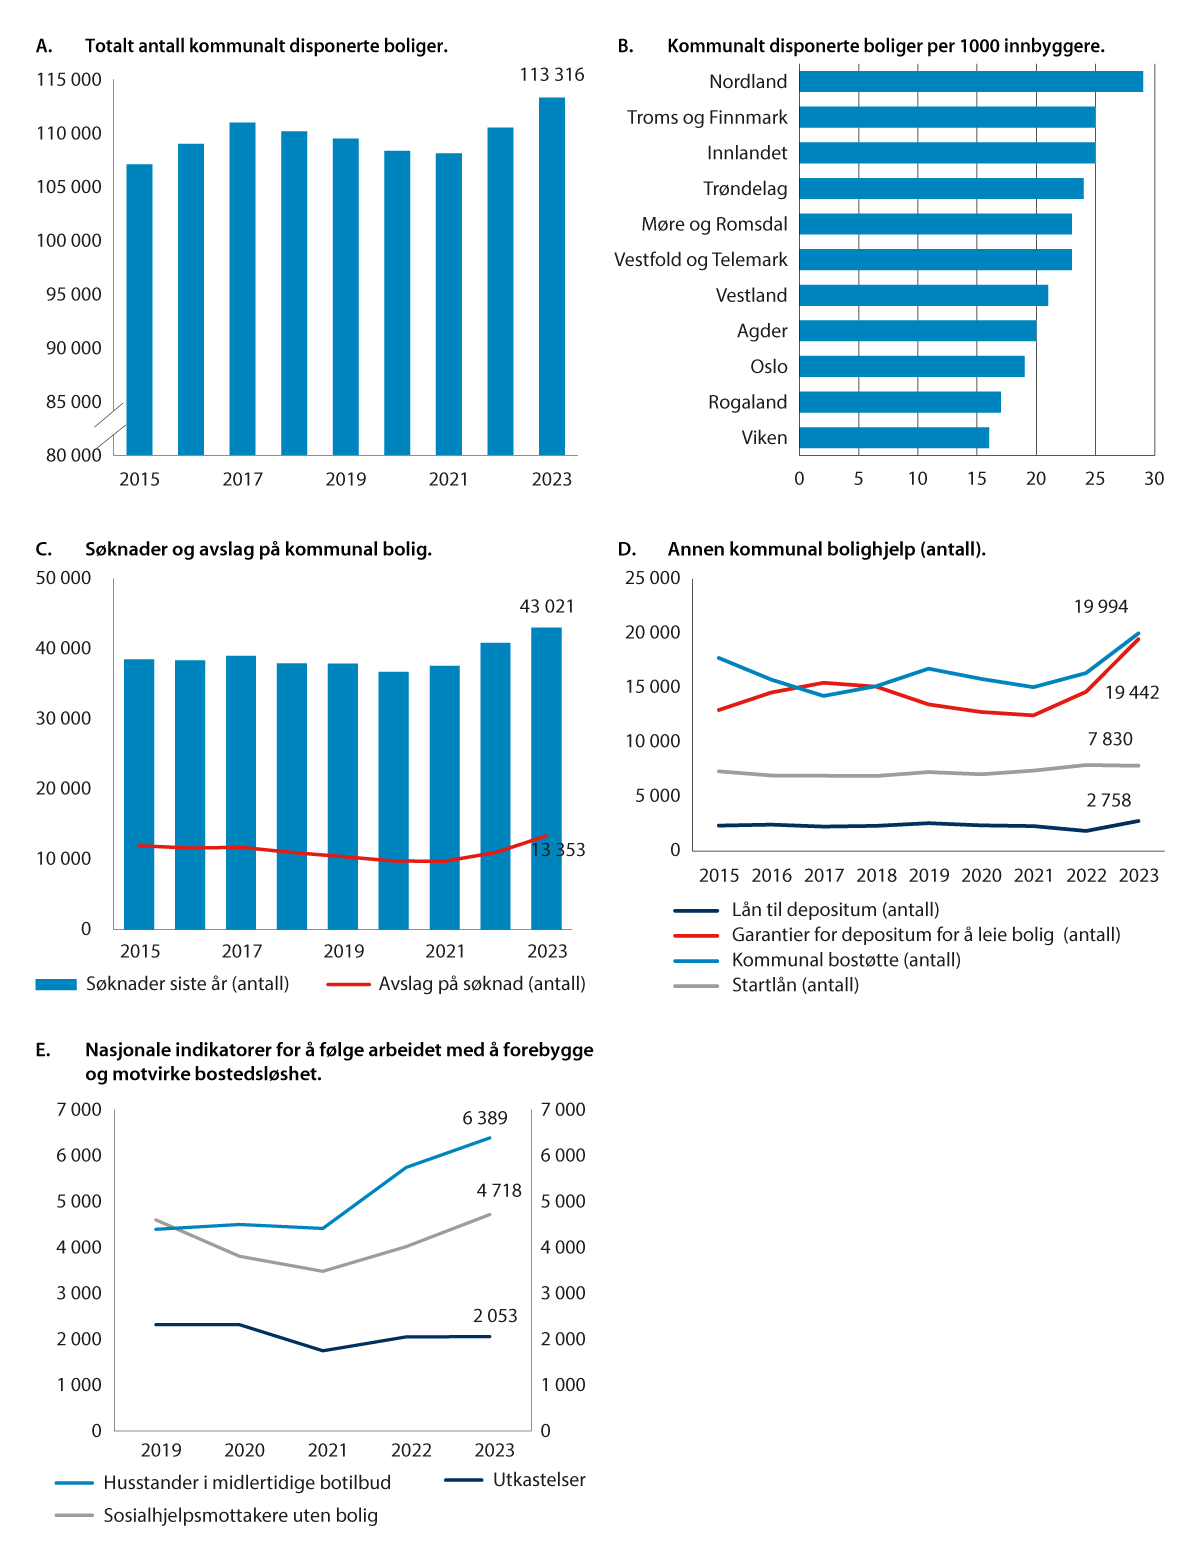 A. Totalt antall kommunalt disponerte boliger.
115 000
110 000
105 000
100 000
95 000
90 000
85 000
80 000
113 316
2015 2017 2019 2021 2023
B. Kommunalt disponerte boliger per 1000 innbyggere.
Nordland
Troms og Finnmark
Innlandet
Trøndelag
Møre og Romsdal
Vestfold og Telemark
Vestland
Agder
Oslo
Rogaland
Viken
0 5 10 15 20 25 30
C. Søknader og avslag på kommunal bolig.
50 000
40 000
30 000
20 000
10 000
0
43 021
13 353
2015 2017 2019 2021 2023
Søknader siste år (antall) Avslag på søknad (antall)
D. Annen kommunal bolighjelp (antall).
25 000
20 000
15 000
10 000
5 000
0
19 994
19 442
7 830
2 758
2015 2016 2017 2018 2019 2020 2021 2022 2023
Lån til depositum (antall)
Garantier for depositum for å leie bolig (antall)
Kommunal bostøtte (antall)
Startlån (antall)
E. Nasjonale indikatorer for å følge arbeidet med å forebygge
og motvirke bostedsløshet.
7 000
6 000
5 000
4 000
3 000
2 000
1 000
0
6 389
4 718
2 053
7 000
6 000
5 000
4 000
3 000
2 000
1 000
0
2019 2020 2021 2022 2023
Husstander i midlertidige botilbud Utkastelser
Sosialhjelpsmottakere uten bolig